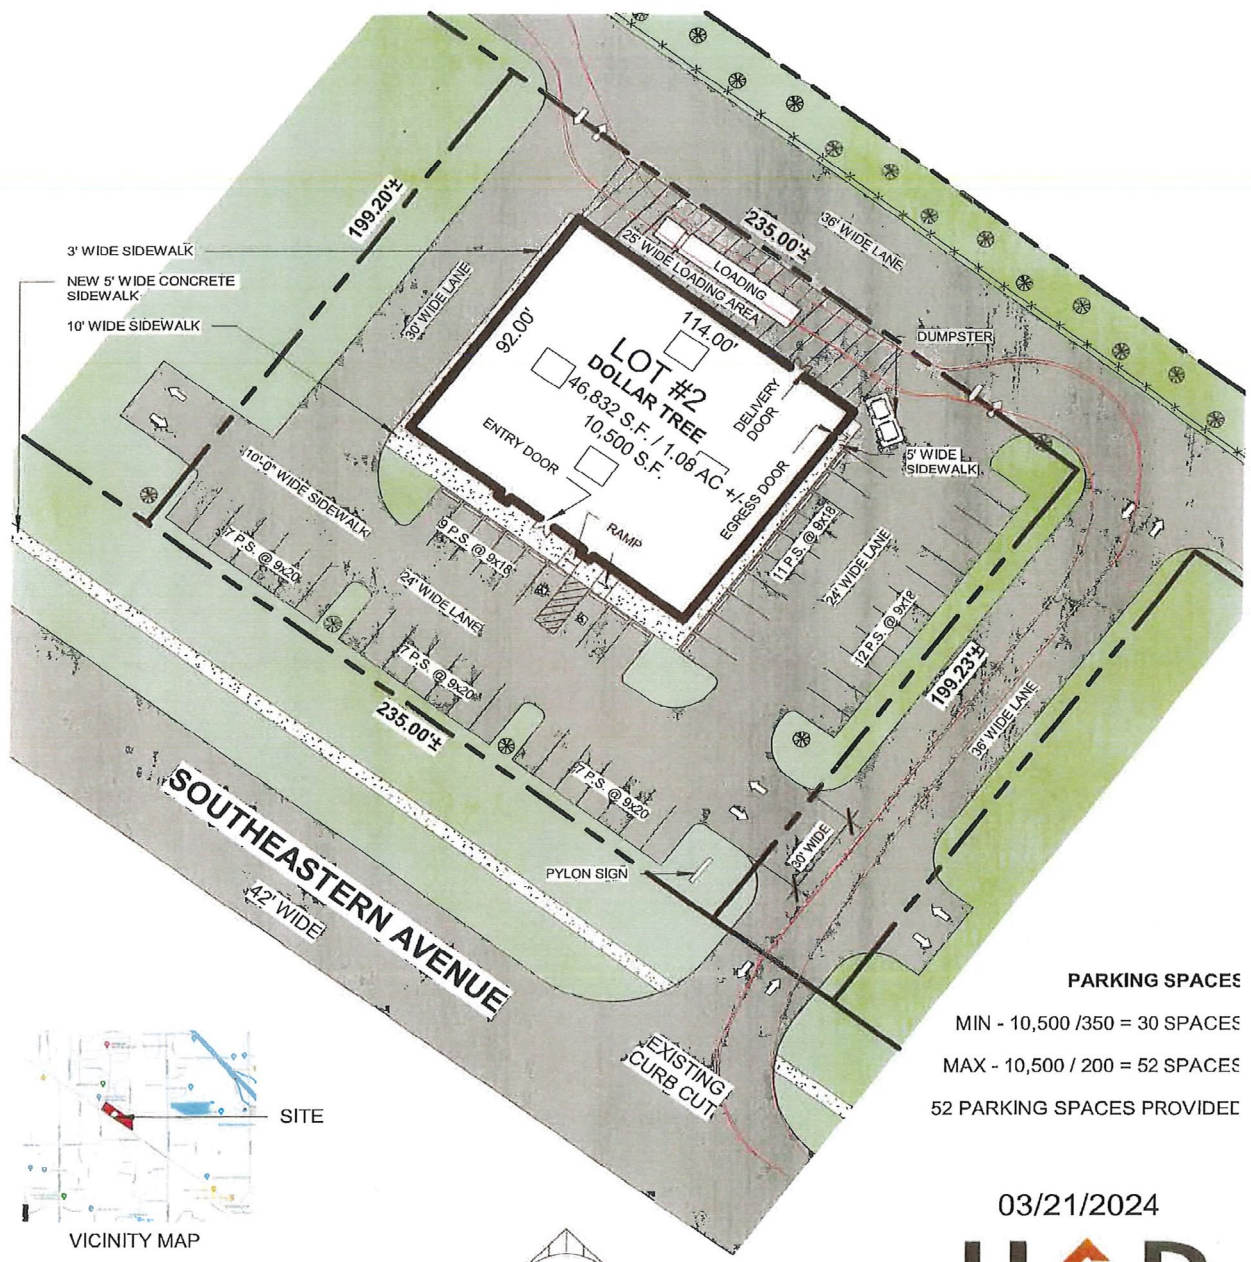 199.20'±
235.00'±
36' WIDE LANE
3' WIDE SIDEWALK
NEW 5' WIDE CONCRETE
SIDEWALK
10' WIDE SIDEWALK
30' WIDE LANE
25' WIDE LOADING AREA
LOADING
DUMPSTER
92.00'
114.00'
LOT #2
DOLLAR TREE
46,832 S.F. / 1.08 AC +/-
10,500 S.F.
DELIVERY
DOOR
ENTRY DOOR
EGRESS DOOR
5' WIDE
SIDEWALK
RAMP
10'-0" WIDE SIDEWALK
7 P.S. @ 9x20
9 P.S. @ 9x18
11 P.S. @ 9x18
24' WIDE LANE
24' WIDE LANE
12 P.S. @ 9x18
7 P.S. @ 9x20
199.23'±
36' WIDE LANE
235.00'±
7 P.S. @ 9x20
30' WIDE
PYLON SIGN
SOUTHEASTERN AVENUE
42' WIDE
EXISTING
CURB CUT
PARKING SPACES
MIN - 10,500 /350 = 30 SPACES
MAX - 10,500 / 200 = 52 SPACES
52 PARKING SPACES PROVIDED
SITE
VICINITY MAP
03/21/2024